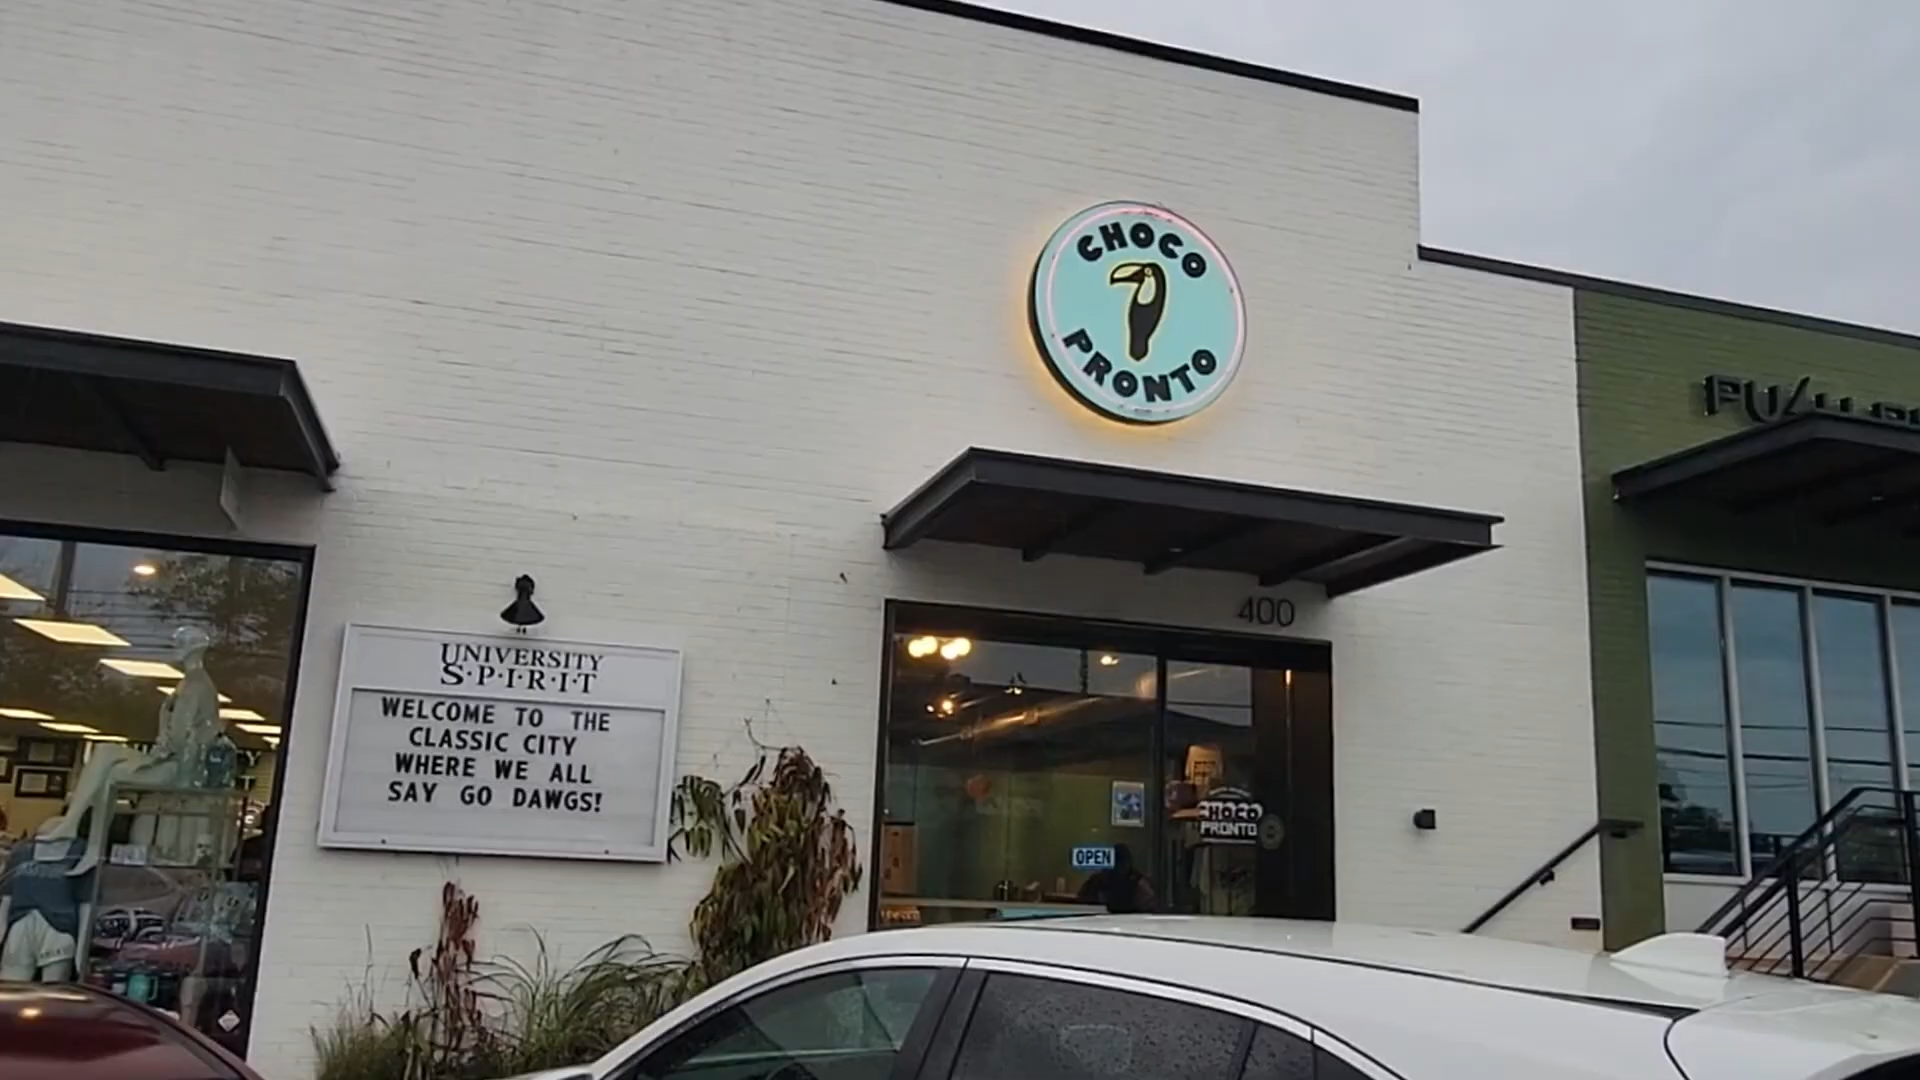 CHOCO
PRONTO
400
UNIVERSITY
S·P·I·R·I·T
WELCOME TO THE
CLASSIC CITY
WHERE WE ALL
SAY GO DAWGS!
CHOCO
PRONTO
OPEN